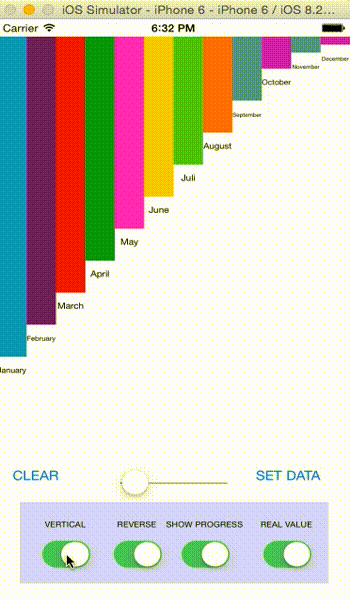 iOS Simulator - iPhone 6 - iPhone 6 / iOS 8.2...
Carrier 6:32 PM
December
November
October
September
August
Juli
June
May
April
March
February
January
CLEAR SET DATA
VERTICAL REVERSE SHOW PROGRESS REAL VALUE